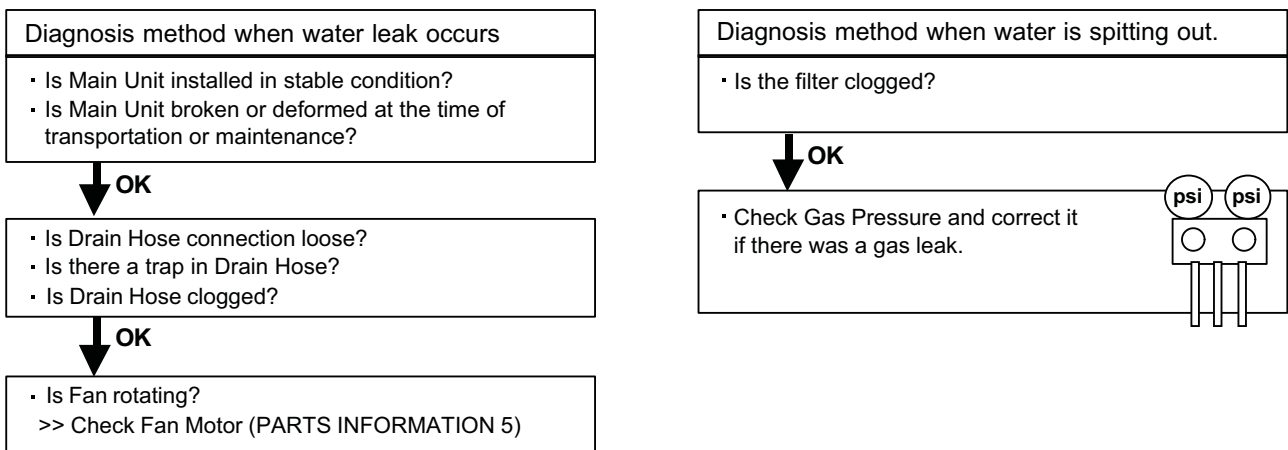 Diagnosis method when water leak occurs
· Is Main Unit installed in stable condition?
· Is Main Unit broken or deformed at the time of
transportation or maintenance?
OK
· Is Drain Hose connection loose?
· Is there a trap in Drain Hose?
· Is Drain Hose clogged?
OK
· Is Fan rotating?
>> Check Fan Motor (PARTS INFORMATION 5)
Diagnosis method when water is spitting out.
· Is the filter clogged?
OK
· Check Gas Pressure and correct it
if there was a gas leak.
psi psi